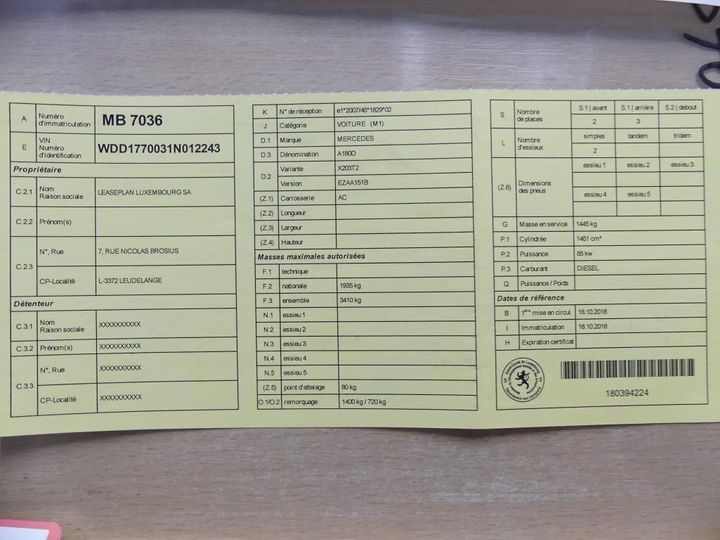 A Numéro d'immatriculation MB 7036
E VIN Numéro d'identification WDD1770031N012243
Propriétaire
C.2.1 Nom Raison sociale LEASEPLAN LUXEMBOURG SA
C.2.2 Prénom(s)
C.2.3 N°, Rue 7, RUE NICOLAS BROSIUS
CP-Localité L-3372 LEUDELANGE
Détenteur
C.3.1 Nom Raison sociale XXXXXXXXXX
C.3.2 Prénom(s) XXXXXXXXXX
C.3.3 N°, Rue XXXXXXXXXX
CP-Localité XXXXXXXXXX
K N° de réception e1*2007/46*1829*02
J Catégorie VOITURE (M1)
D.1 Marque MERCEDES
D.3 Dénomination A180D
D.2 Variante X203T2
Version EZAA151B
(Z.1) Carrosserie AC
(Z.2) Longueur
(Z.3) Largeur
(Z.4) Hauteur
Masses maximales autorisées
F.1 technique
F.2 nationale 1935 kg
F.3 ensemble 3410 kg
N.1 essieu 1
N.2 essieu 2
N.3 essieu 3
N.4 essieu 4
N.5 essieu 5
(Z.5) point d'attelage 80 kg
O.1/O.2 remorquage 1400 kg / 720 kg
S Nombre de places S.1 | avant S.1 | arrière S.2 | debout
2 3
L Nombre d'essieux simples tandem tridem
2
(Z.6) Dimensions des pneus essieu 1 essieu 2 essieu 3
essieu 4 essieu 5
G Masse en service 1445 kg
P.1 Cylindrée 1461 cm³
P.2 Puissance 85 kw
P.3 Carburant DIESEL
Q Puissance / Poids
Dates de référence
B 1ère mise en circul. 18.10.2018
I Immatriculation 18.10.2018
H Expiration certificat
180394224